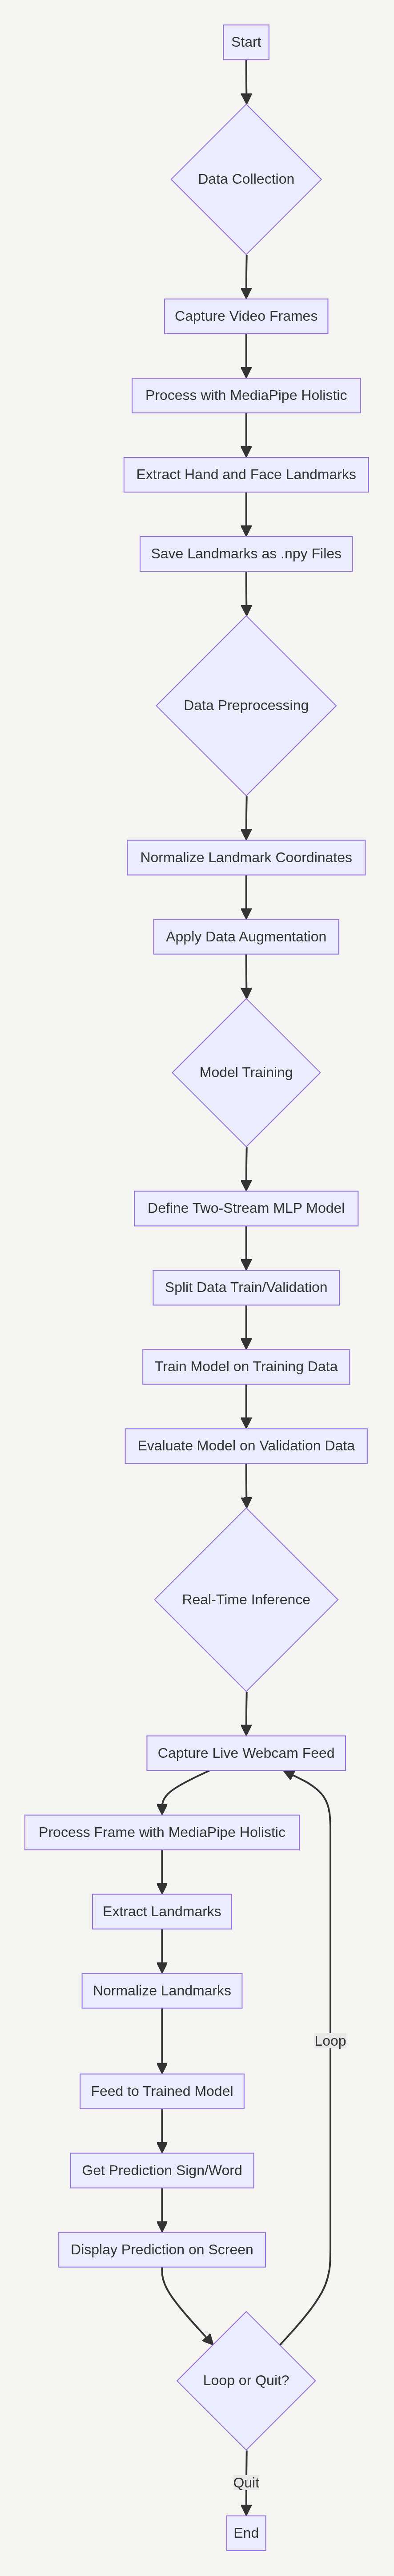 Start
Data Collection
Capture Video Frames
Process with MediaPipe Holistic
Extract Hand and Face Landmarks
Save Landmarks as .npy Files
Data Preprocessing
Normalize Landmark Coordinates
Apply Data Augmentation
Model Training
Define Two-Stream MLP Model
Split Data Train/Validation
Train Model on Training Data
Evaluate Model on Validation Data
Real-Time Inference
Capture Live Webcam Feed
Process Frame with MediaPipe Holistic
Extract Landmarks
Normalize Landmarks
Loop
Feed to Trained Model
Get Prediction Sign/Word
Display Prediction on Screen
Loop or Quit?
Quit
End